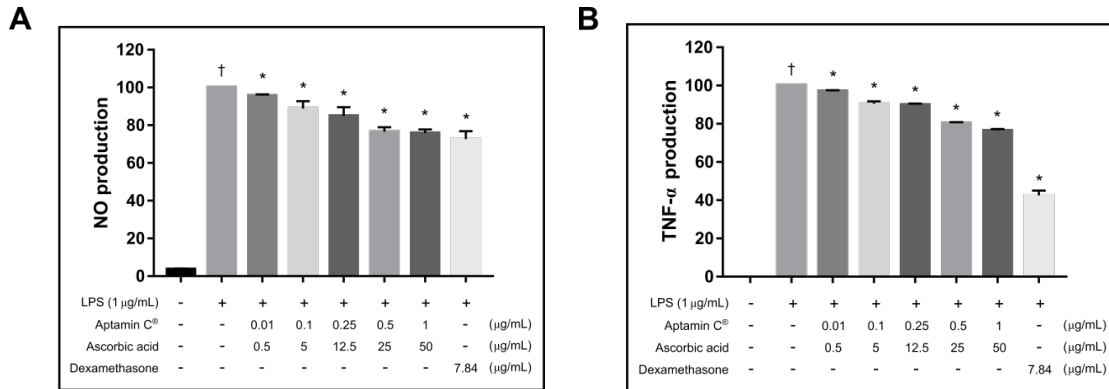 A
120
100
80
60
40
20
0
NO production
† * * * * * *
LPS (1 μg/mL) - + + + + + + +
Aptamin C® - - 0.01 0.1 0.25 0.5 1 - (μg/mL)
Ascorbic acid - - 0.5 5 12.5 25 50 - (μg/mL)
Dexamethasone - - - - - - - 7.84 (μg/mL)
B
120
100
80
60
40
20
0
TNF-α production
† * * * * * *
LPS (1 μg/mL) - + + + + + + +
Aptamin C® - - 0.01 0.1 0.25 0.5 1 - (μg/mL)
Ascorbic acid - - 0.5 5 12.5 25 50 - (μg/mL)
Dexamethasone - - - - - - - 7.84 (μg/mL)